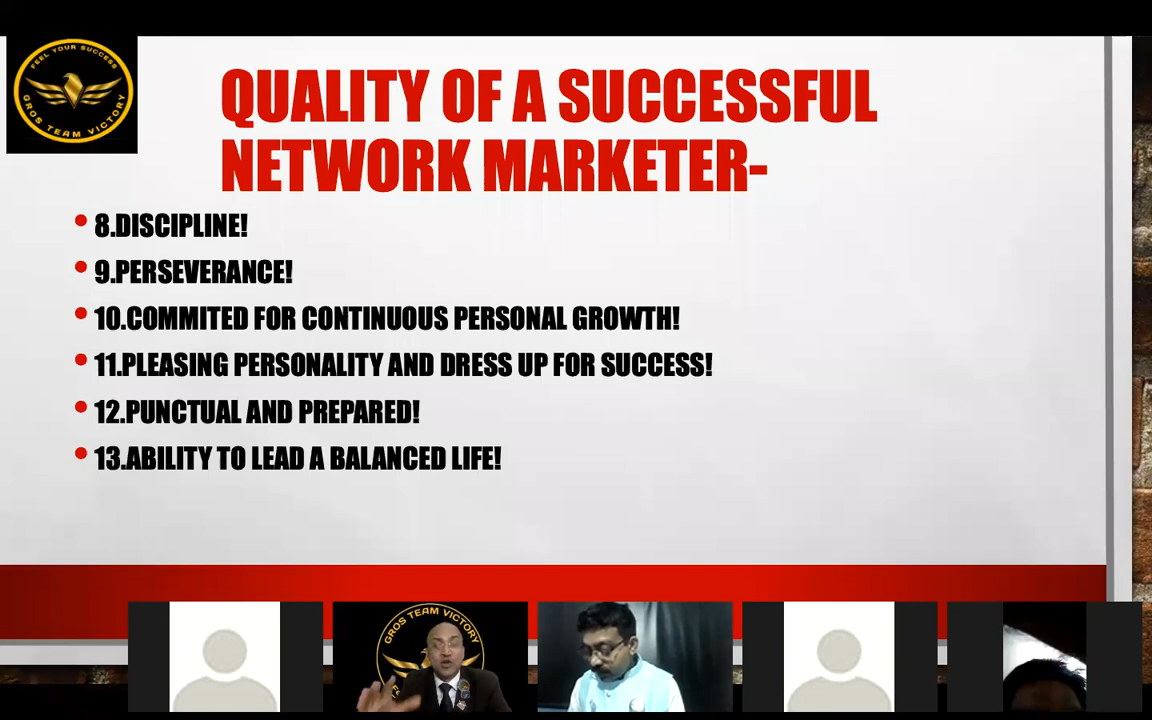 FEEL YOUR SUCCESS
GROS TEAM VICTORY
QUALITY OF A SUCCESSFUL
NETWORK MARKETER-
• 8.DISCIPLINE!
• 9.PERSEVERANCE!
• 10.COMMITED FOR CONTINUOUS PERSONAL GROWTH!
• 11.PLEASING PERSONALITY AND DRESS UP FOR SUCCESS!
• 12.PUNCTUAL AND PREPARED!
• 13.ABILITY TO LEAD A BALANCED LIFE!
GROS TEAM VICTORY